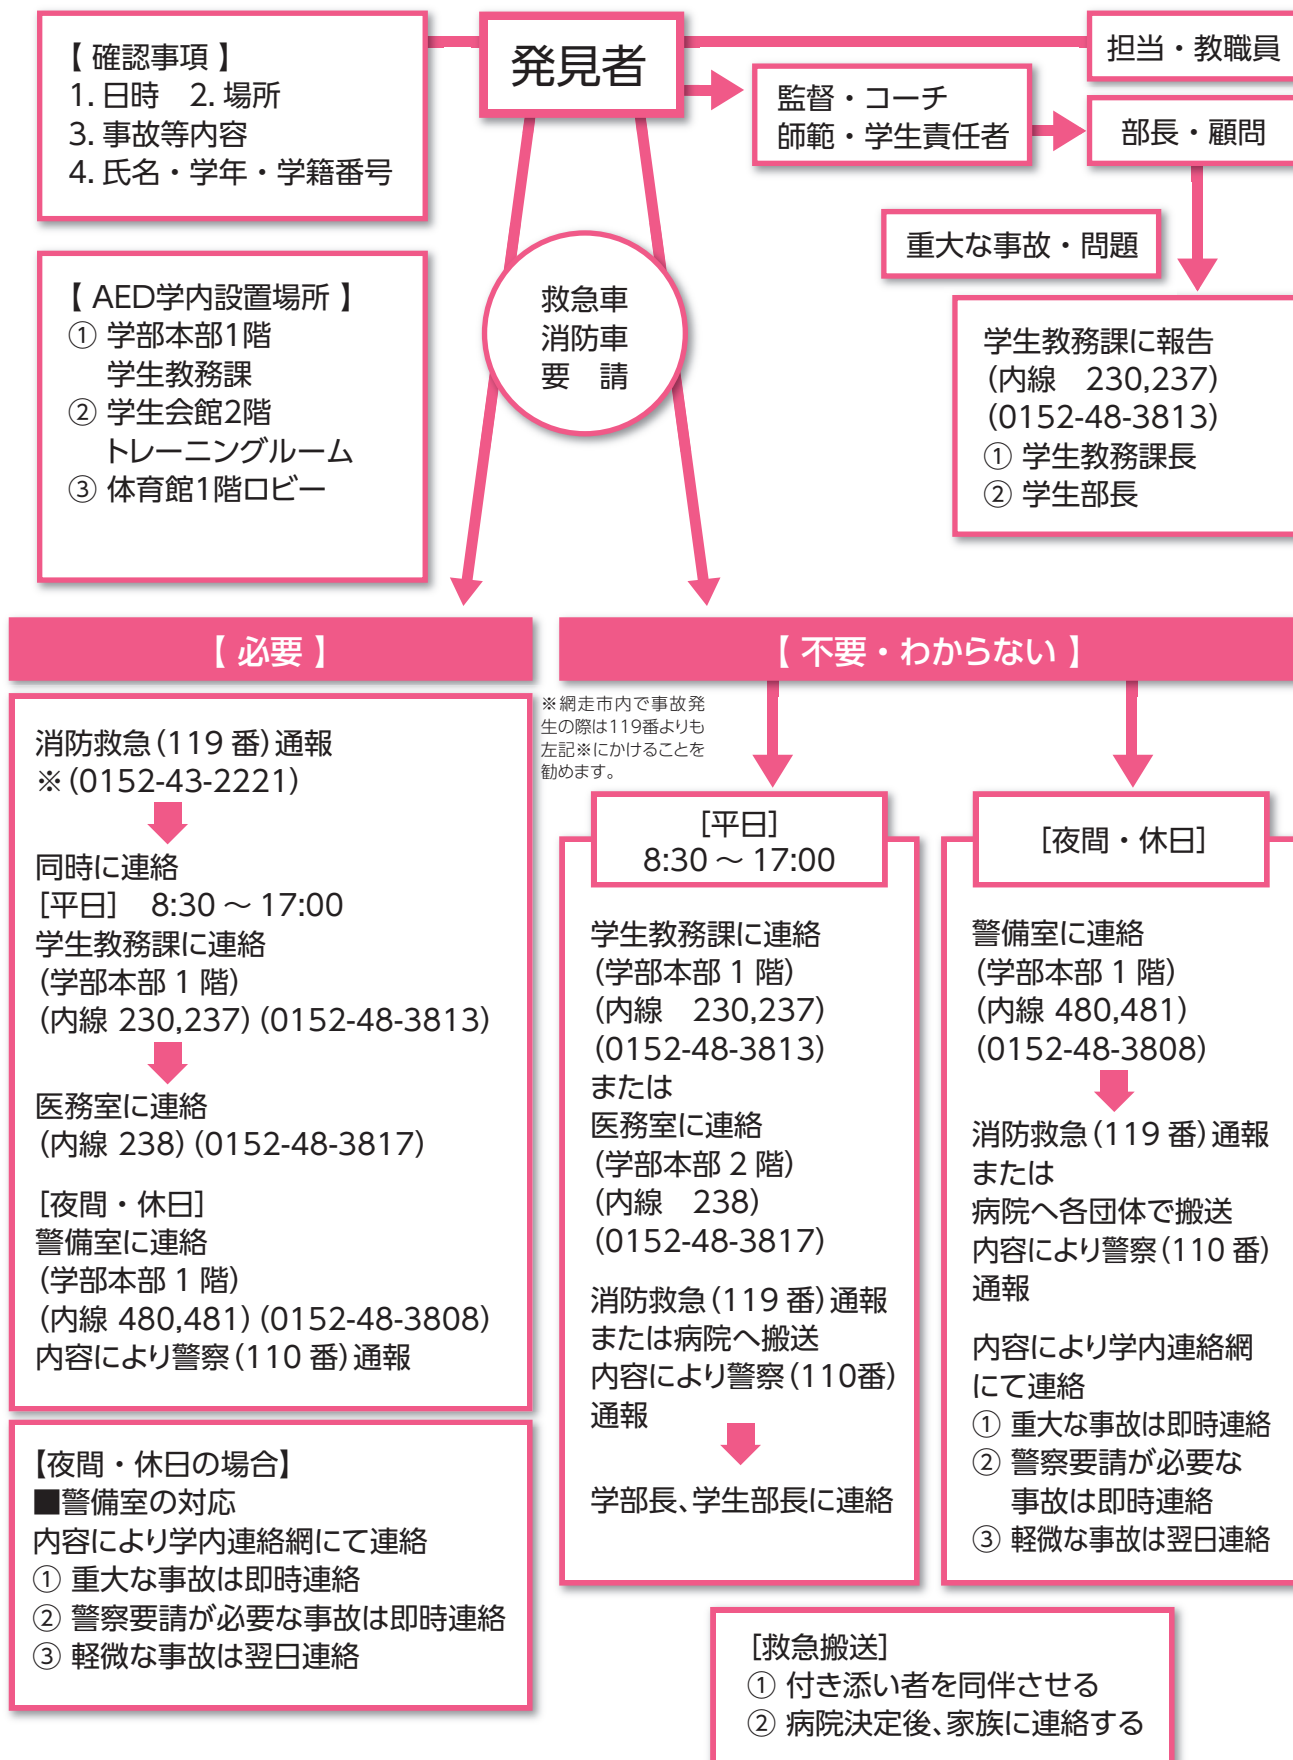 【 確認事項 】
1. 日時　2. 場所
3. 事故等内容
4. 氏名・学年・学籍番号
発見者
担当・教職員
監督・コーチ
師範・学生責任者
部長・顧問
重大な事故・問題
学生教務課に報告
(内線　230,237)
(0152-48-3813)
① 学生教務課長
② 学生部長
【 AED学内設置場所 】
① 学部本部1階
学生教務課
② 学生会館2階
トレーニングルーム
③ 体育館1階ロビー
救急車
消防車
要　請
【 必要 】
消防救急(119 番)通報
※(0152-43-2221)
同時に連絡
[平日]　8:30 ～ 17:00
学生教務課に連絡
(学部本部 1 階)
(内線 230,237)(0152-48-3813)
医務室に連絡
(内線 238)(0152-48-3817)
[夜間・休日]
警備室に連絡
(学部本部 1 階)
(内線 480,481)(0152-48-3808)
内容により警察(110 番)通報
【夜間・休日の場合】
■警備室の対応
内容により学内連絡網にて連絡
① 重大な事故は即時連絡
② 警察要請が必要な事故は即時連絡
③ 軽微な事故は翌日連絡
【 不要・わからない 】
※網走市内で事故発
生の際は119番よりも
左記※にかけることを
勧めます。
[平日]
8:30 ～ 17:00
学生教務課に連絡
(学部本部 1 階)
(内線　230,237)
(0152-48-3813)
または
医務室に連絡
(学部本部 2 階)
(内線　238)
(0152-48-3817)
消防救急(119 番)通報
または病院へ搬送
内容により警察(110番)
通報
学部長、学生部長に連絡
[夜間・休日]
警備室に連絡
(学部本部 1 階)
(内線 480,481)
(0152-48-3808)
消防救急(119 番)通報
または
病院へ各団体で搬送
内容により警察(110 番)
通報
内容により学内連絡網
にて連絡
① 重大な事故は即時連絡
② 警察要請が必要な
事故は即時連絡
③ 軽微な事故は翌日連絡
[救急搬送]
① 付き添い者を同伴させる
② 病院決定後、家族に連絡する